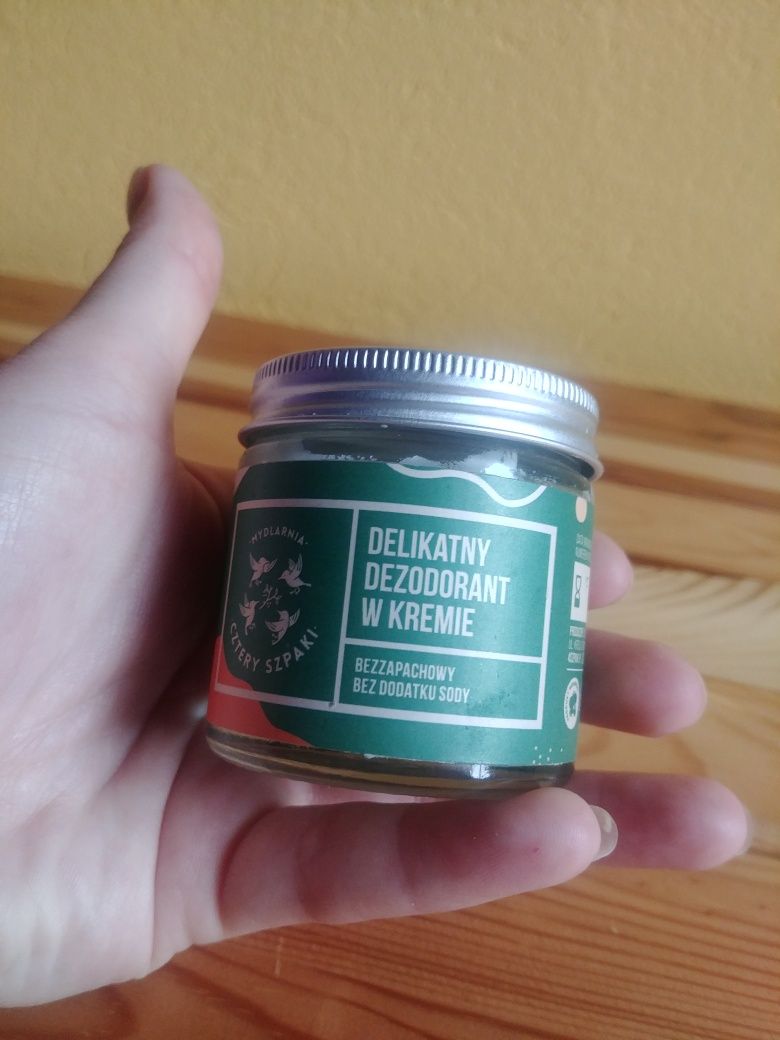 MYDLARNIA
CZTERY SZPAKI
DELIKATNY
DEZODORANT
W KREMIE
BEZZAPACHOWY
BEZ DODATKU SODY